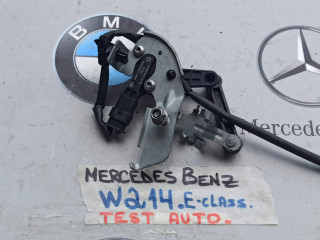 BMW
Mercedes
MERCEDES BENZ
W214.E-CLASS.
TEST AUTO.